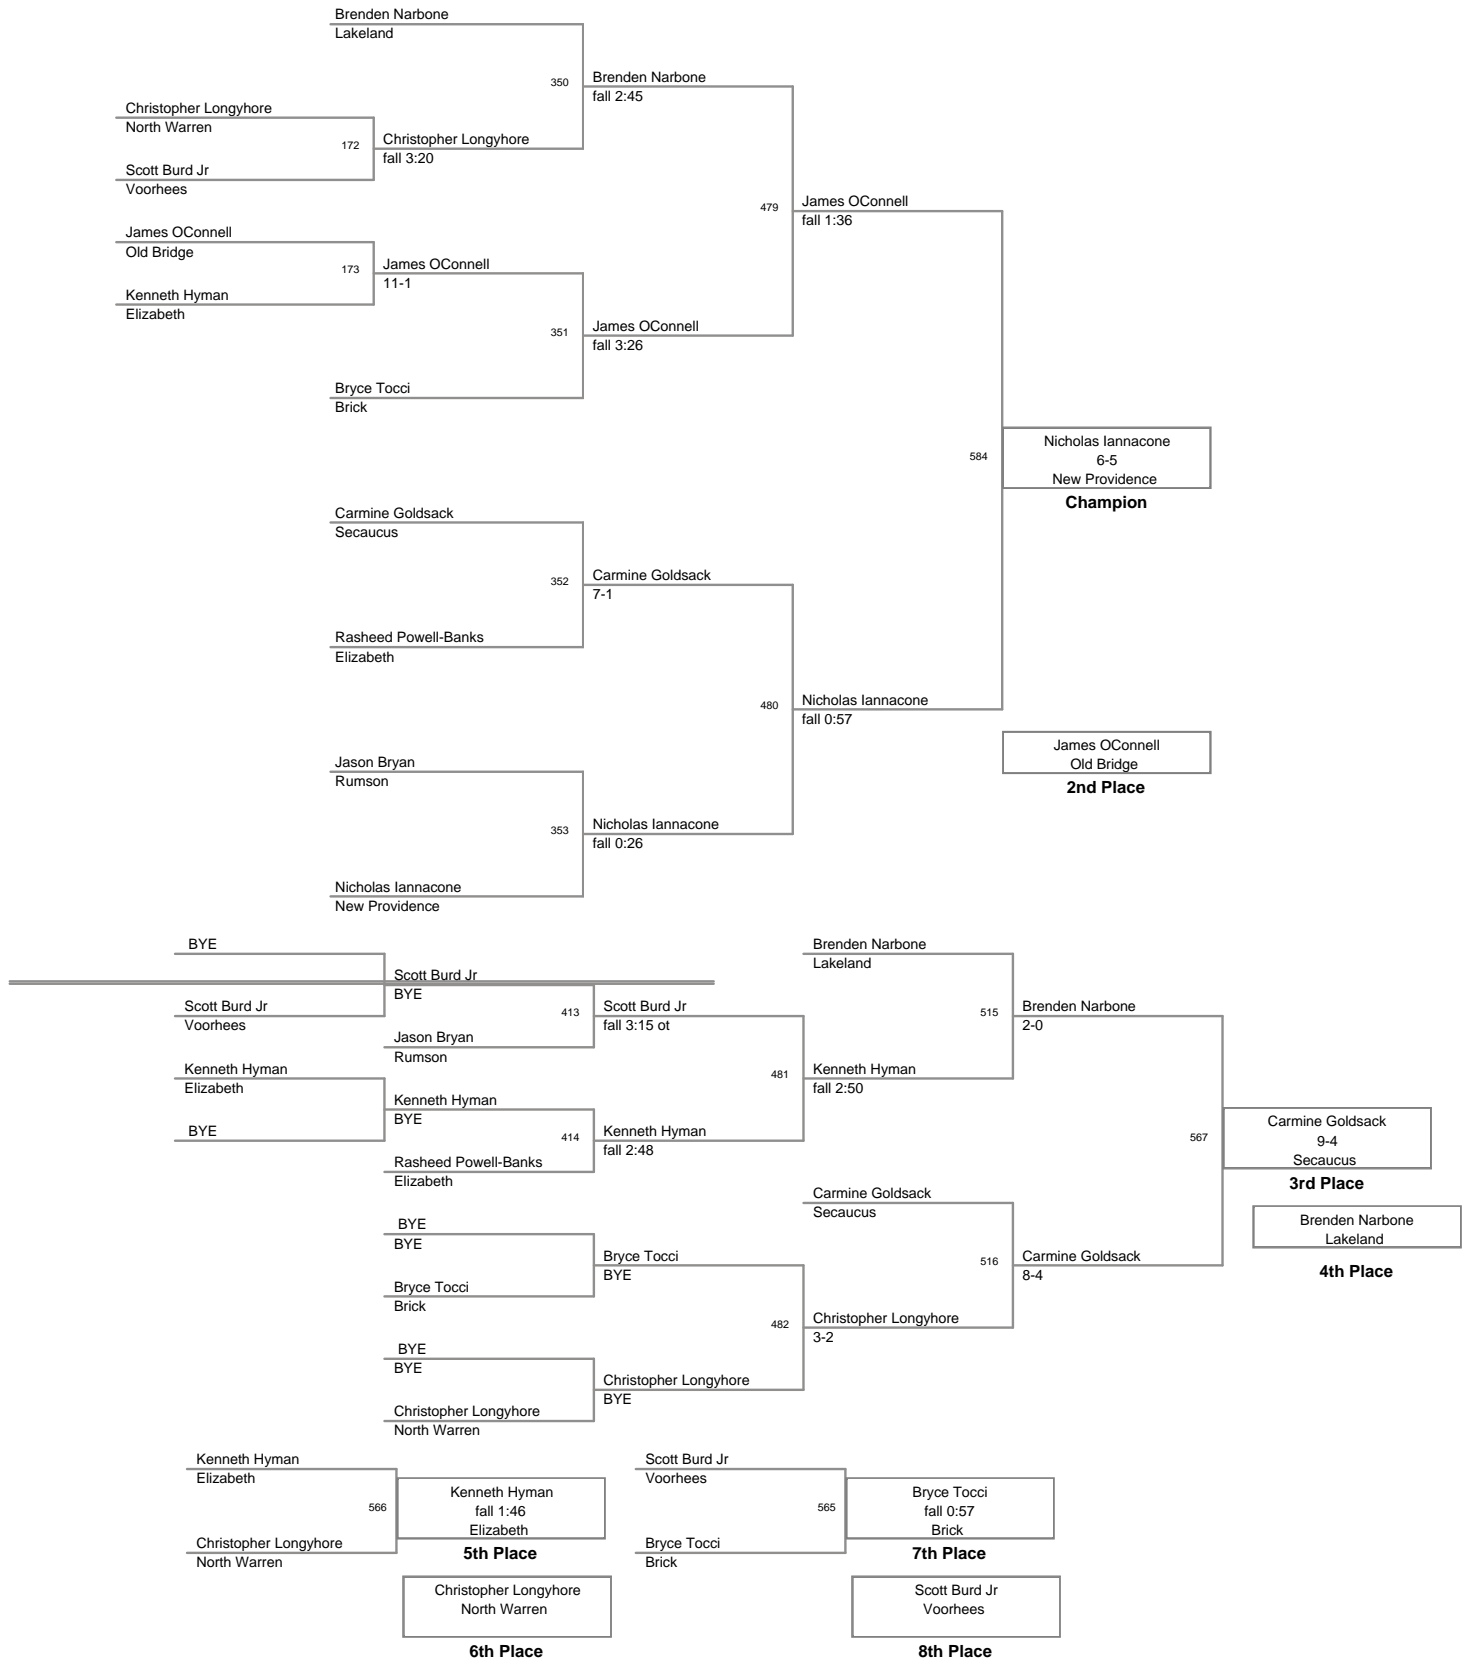 Brenden Narbone
Lakeland
350
Brenden Narbone
fall 2:45
Christopher Longyhore
North Warren
172
Christopher Longyhore
fall 3:20
Scott Burd Jr
Voorhees
479
James OConnell
fall 1:36
James OConnell
Old Bridge
173
James OConnell
11-1
Kenneth Hyman
Elizabeth
351
James OConnell
fall 3:26
Bryce Tocci
Brick
584
Nicholas Iannacone
6-5
New Providence
Champion
Carmine Goldsack
Secaucus
352
Carmine Goldsack
7-1
Rasheed Powell-Banks
Elizabeth
480
Nicholas Iannacone
fall 0:57
James OConnell
Old Bridge
2nd Place
Jason Bryan
Rumson
353
Nicholas Iannacone
fall 0:26
Nicholas Iannacone
New Providence
BYE
Scott Burd Jr
BYE
Scott Burd Jr
Voorhees
413
Scott Burd Jr
fall 3:15 ot
Jason Bryan
Rumson
Kenneth Hyman
Elizabeth
Kenneth Hyman
BYE
BYE
414
Kenneth Hyman
fall 2:48
Rasheed Powell-Banks
Elizabeth
481
Kenneth Hyman
fall 2:50
Brenden Narbone
Lakeland
515
Brenden Narbone
2-0
567
Carmine Goldsack
9-4
Secaucus
3rd Place
Brenden Narbone
Lakeland
4th Place
Carmine Goldsack
Secaucus
516
Carmine Goldsack
8-4
BYE
BYE
Bryce Tocci
BYE
Bryce Tocci
Brick
482
Christopher Longyhore
3-2
BYE
BYE
Christopher Longyhore
BYE
Christopher Longyhore
North Warren
Kenneth Hyman
Elizabeth
566
Kenneth Hyman
fall 1:46
Elizabeth
5th Place
Christopher Longyhore
North Warren
Christopher Longyhore
North Warren
6th Place
Scott Burd Jr
Voorhees
565
Bryce Tocci
fall 0:57
Brick
7th Place
Bryce Tocci
Brick
Scott Burd Jr
Voorhees
8th Place